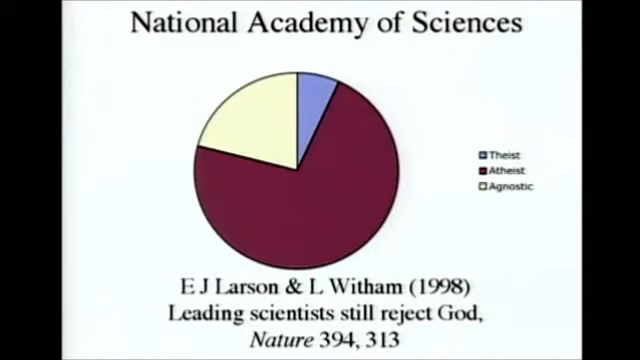 National Academy of Sciences
Theist
Atheist
Agnostic
E J Larson & L Witham (1998)
Leading scientists still reject God,
Nature 394, 313